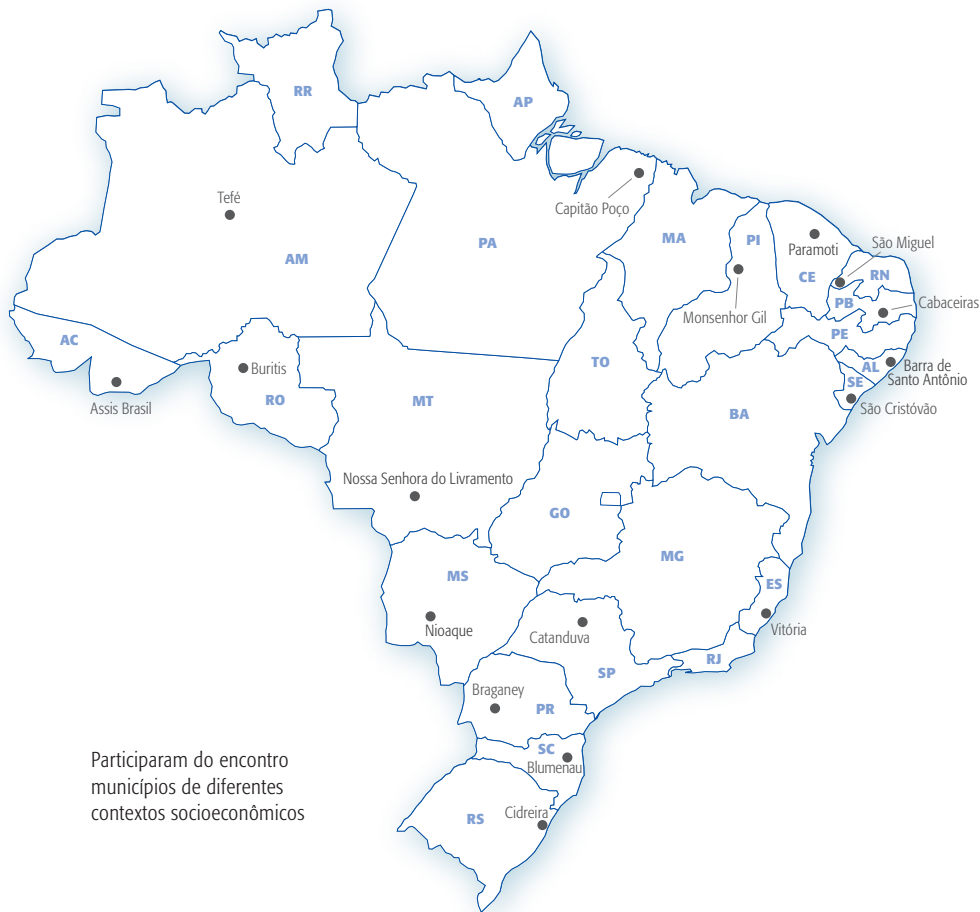 RR
AP
Tefé
Capitão Poço
PA
MA
PI
Paramoti
São Miguel
AM
CE
RN
PB
Cabaceiras
Monsenhor Gil
PE
AC
TO
AL
Barra de
Santo Antônio
Buritis
SE
Assis Brasil
RO
MT
BA
São Cristóvão
Nossa Senhora do Livramento
GO
MG
MS
ES
Nioaque
Catanduva
Vitória
SP
RJ
Braganey
PR
SC
Blumenau
Participaram do encontro
municípios de diferentes
contextos socioeconômicos
RS
Cidreira